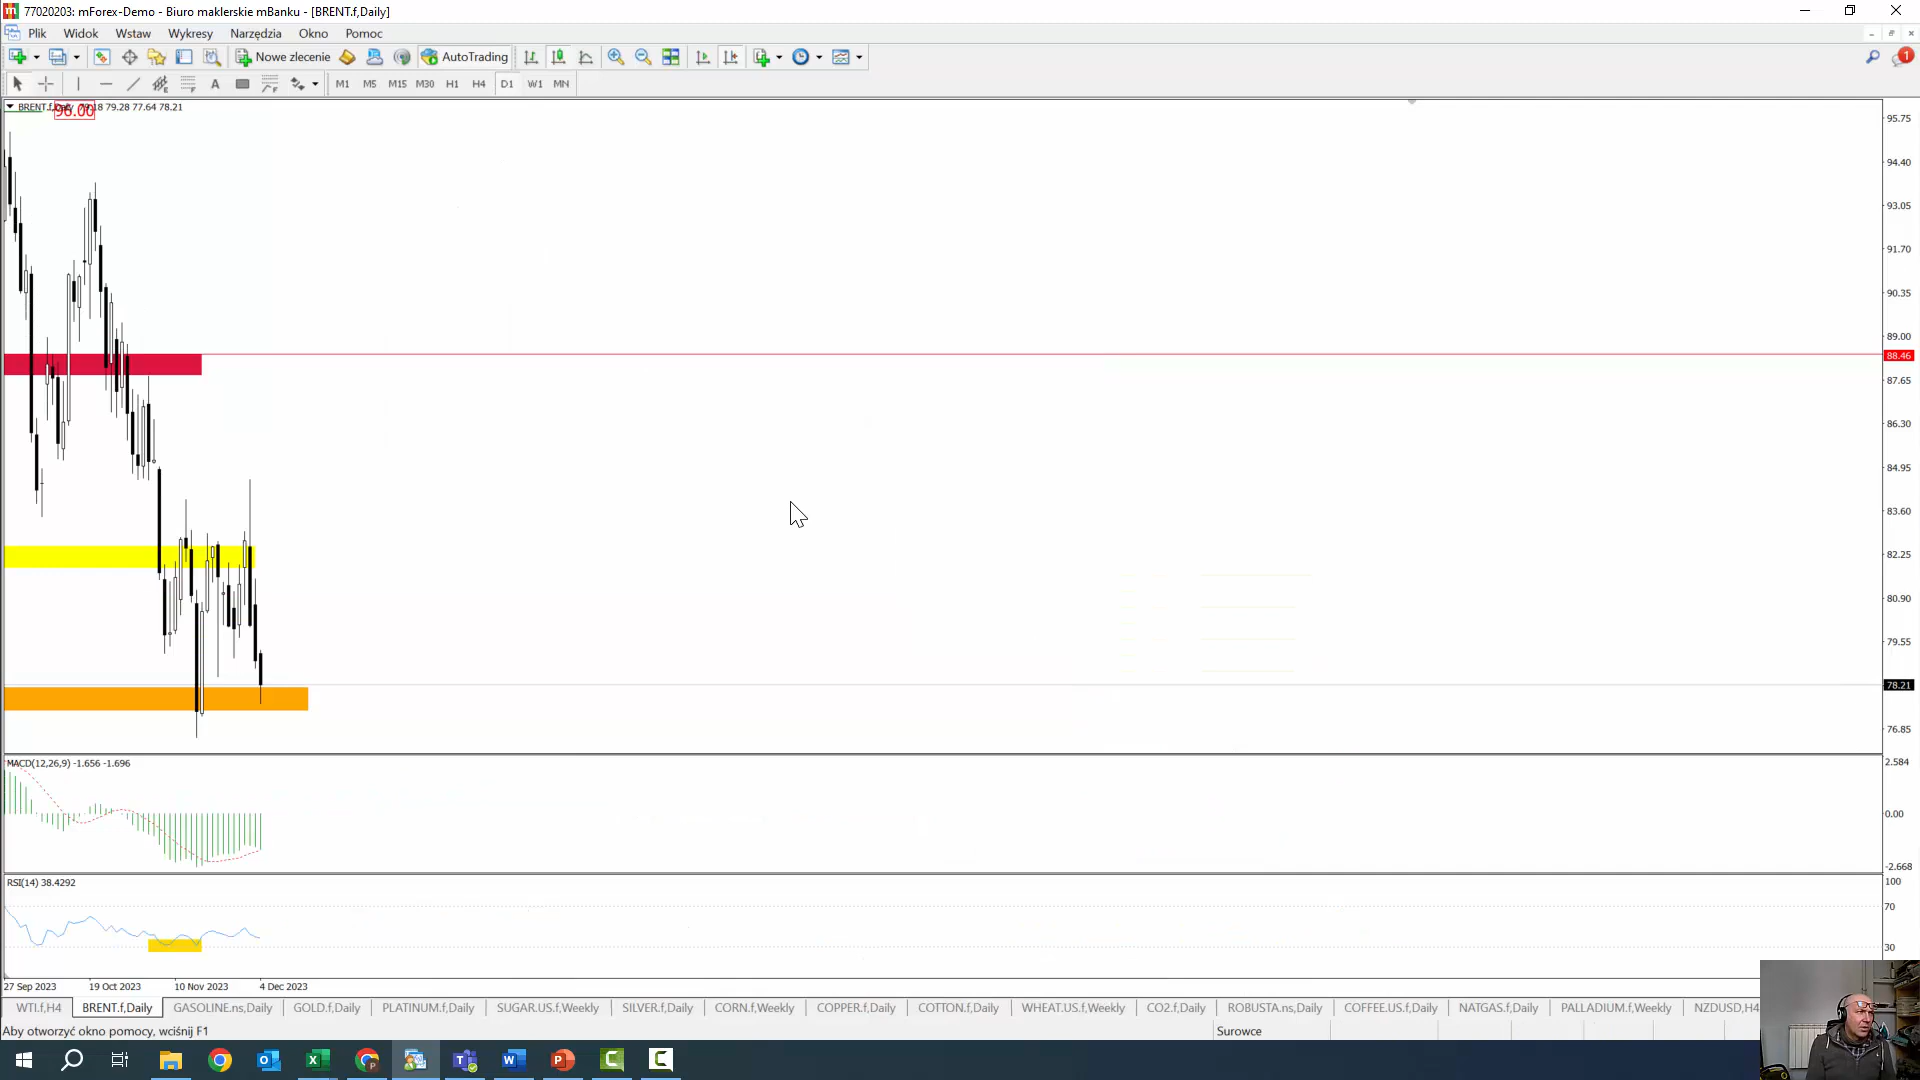 77020203: mForex-Demo - Biuro maklerskie mBanku - [BRENT.f,Daily]
Plik Widok Wstaw Wykresy Narzędzia Okno Pomoc
Nowe zlecenie AutoTrading
1
A M1 M5 M15 M30 H1 H4 D1 W1 MN
BRENT.f, 79.28 77.64 78.21
96.00
95.75
94.40
93.05
91.70
90.35
89.00
88.46
87.65
86.30
84.95
83.60
82.25
80.90
79.55
78.21
76.85
MACD(12,26,9) -1.656 -1.696
2.584
0.00
-2.668
RSI(14) 38.4292
100
70
30
27 Sep 2023 19 Oct 2023 10 Nov 2023 4 Dec 2023
WTI.f,H4 BRENT.f,Daily GASOLINE.ns,Daily GOLD.f,Daily PLATINUM.f,Daily SUGAR.US.f,Weekly SILVER.f,Daily CORN.f,Weekly COPPER.f,Daily COTTON.f,Daily WHEAT.US.f,Weekly CO2.f,Daily ROBUSTA.ns,Daily COFFEE.US.f,Daily NATGAS.f,Daily PALLADIUM.f,Weekly NZDUSD,H4
Aby otworzyć okno pomocy, wciśnij F1 Surowce